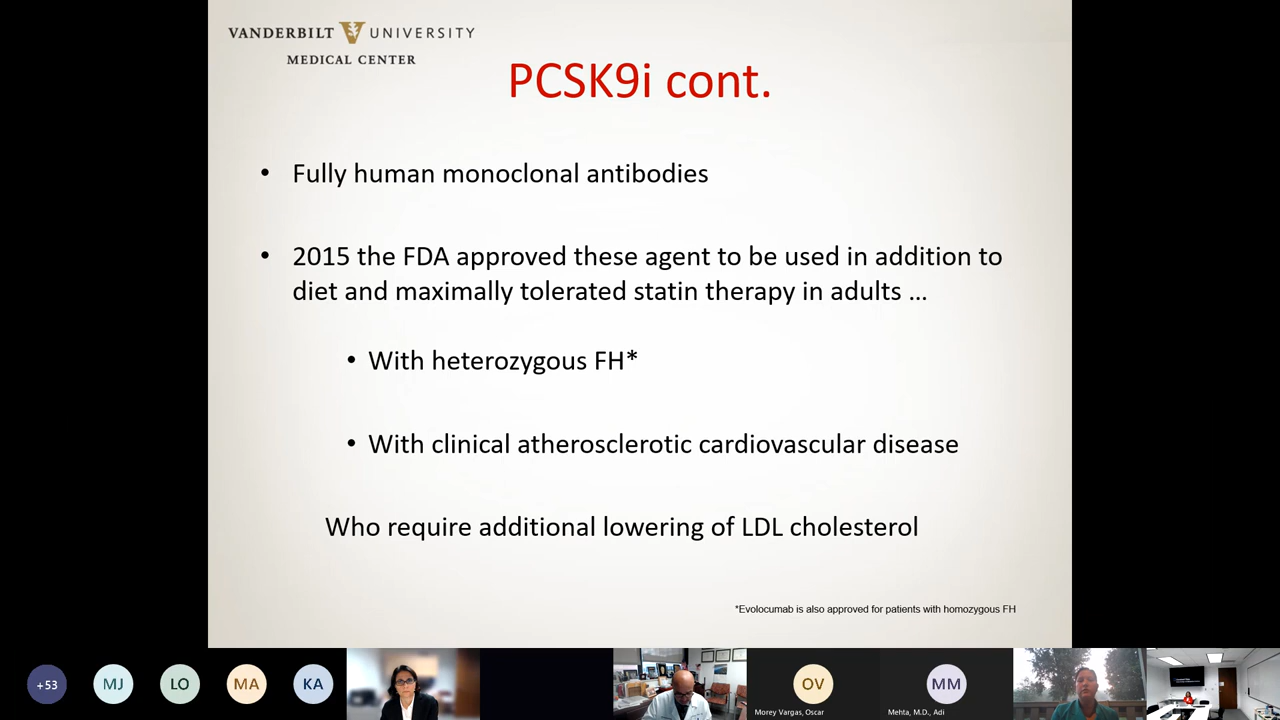 VANDERBILT UNIVERSITY
MEDICAL CENTER
PCSK9i cont.
• Fully human monoclonal antibodies
• 2015 the FDA approved these agent to be used in addition to
diet and maximally tolerated statin therapy in adults ...
• With heterozygous FH*
• With clinical atherosclerotic cardiovascular disease
Who require additional lowering of LDL cholesterol
*Evolocumab is also approved for patients with homozygous FH
+53
MJ
LO
MA
KA
OV
MM
Morey Vargas, Oscar
Mehta, M.D., Adi